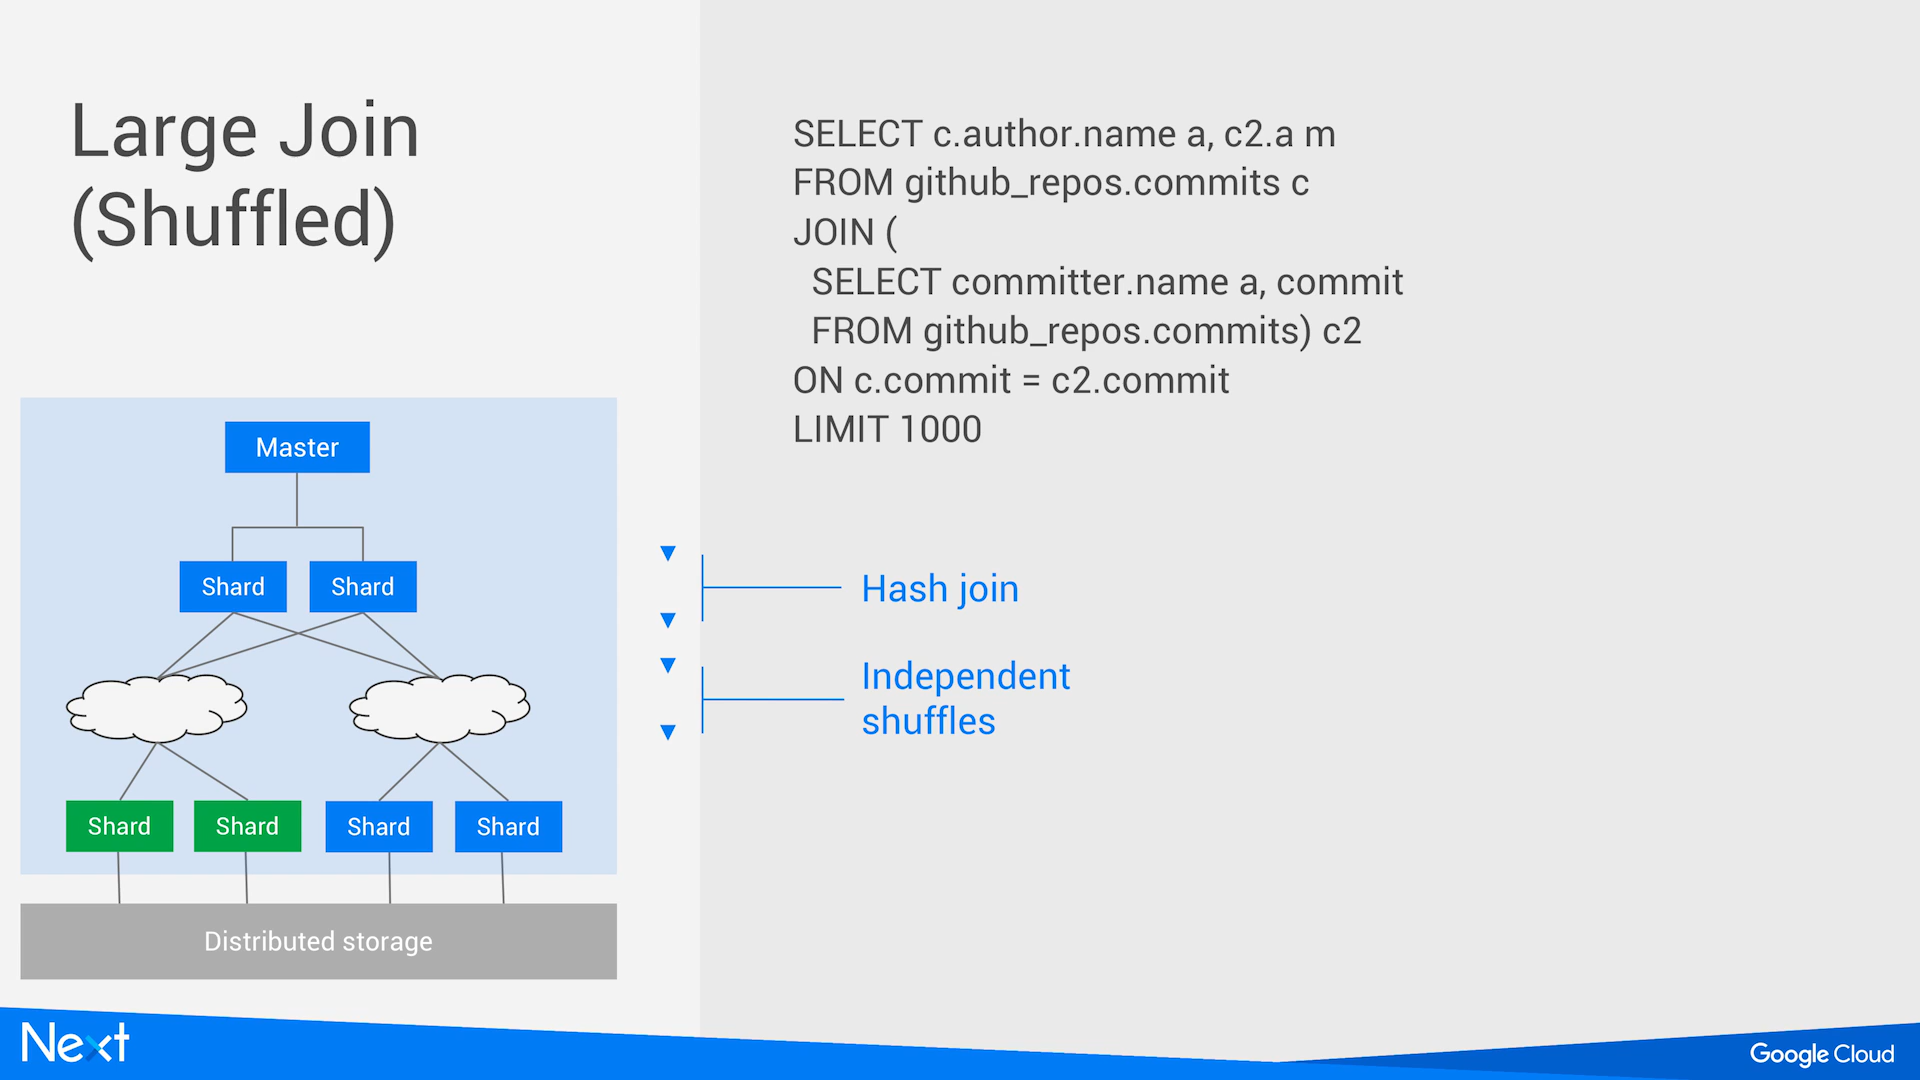 Large Join
(Shuffled)
SELECT c.author.name a, c2.a m
FROM github_repos.commits c
JOIN (
SELECT committer.name a, commit
FROM github_repos.commits) c2
ON c.commit = c2.commit
LIMIT 1000
Master
Shard Shard
Hash join
Independent
shuffles
Shard Shard Shard Shard
Distributed storage
Next
Google Cloud